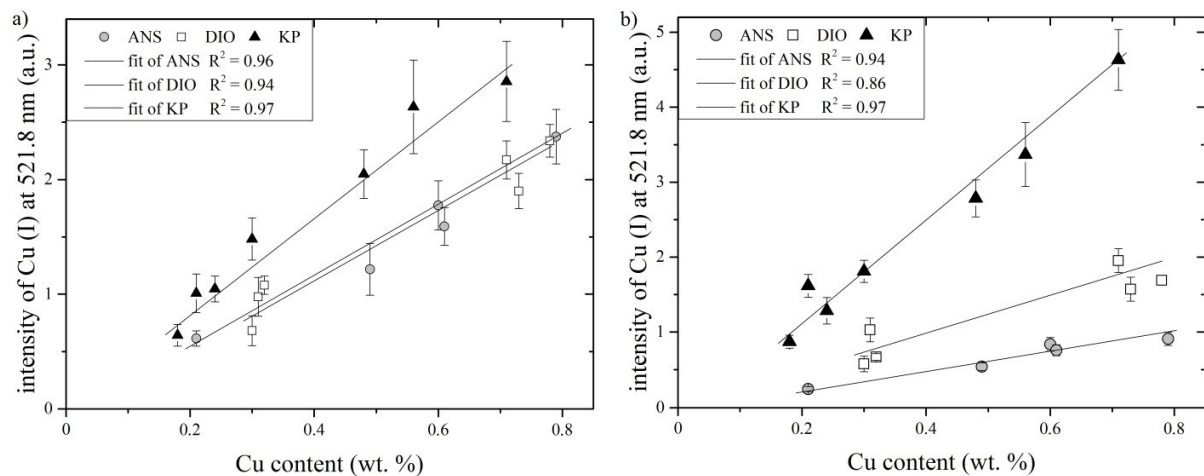 a)
ANS DIO KP
fit of ANS R² = 0.96
fit of DIO R² = 0.94
fit of KP R² = 0.97
intensity of Cu (I) at 521.8 nm (a.u.)
3
2
1
0
0 0.2 0.4 0.6 0.8
Cu content (wt. %)
b)
ANS DIO KP
fit of ANS R² = 0.94
fit of DIO R² = 0.86
fit of KP R² = 0.97
intensity of Cu (I) at 521.8 nm (a.u.)
5
4
3
2
1
0
0 0.2 0.4 0.6 0.8
Cu content (wt. %)